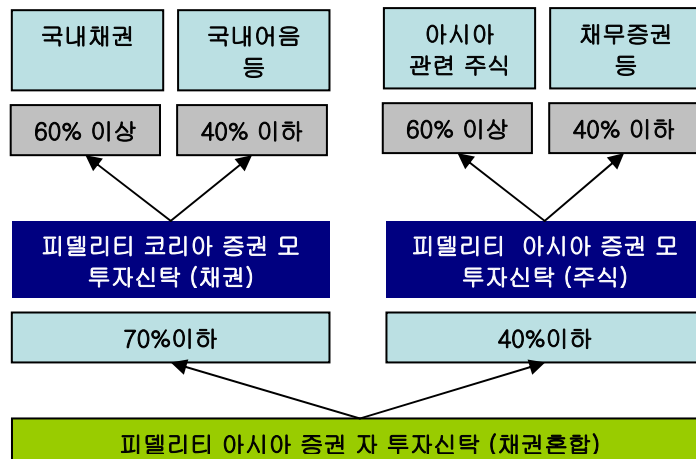 국내채권
국내어음
등
아시아
관련 주식
채무증권
등
60% 이상
40% 이하
60% 이상
40% 이하
피델리티 코리아 증권 모
투자신탁 (채권)
피델리티 아시아 증권 모
투자신탁 (주식)
70%이하
40%이하
피델리티 아시아 증권 자 투자신탁 (채권혼합)